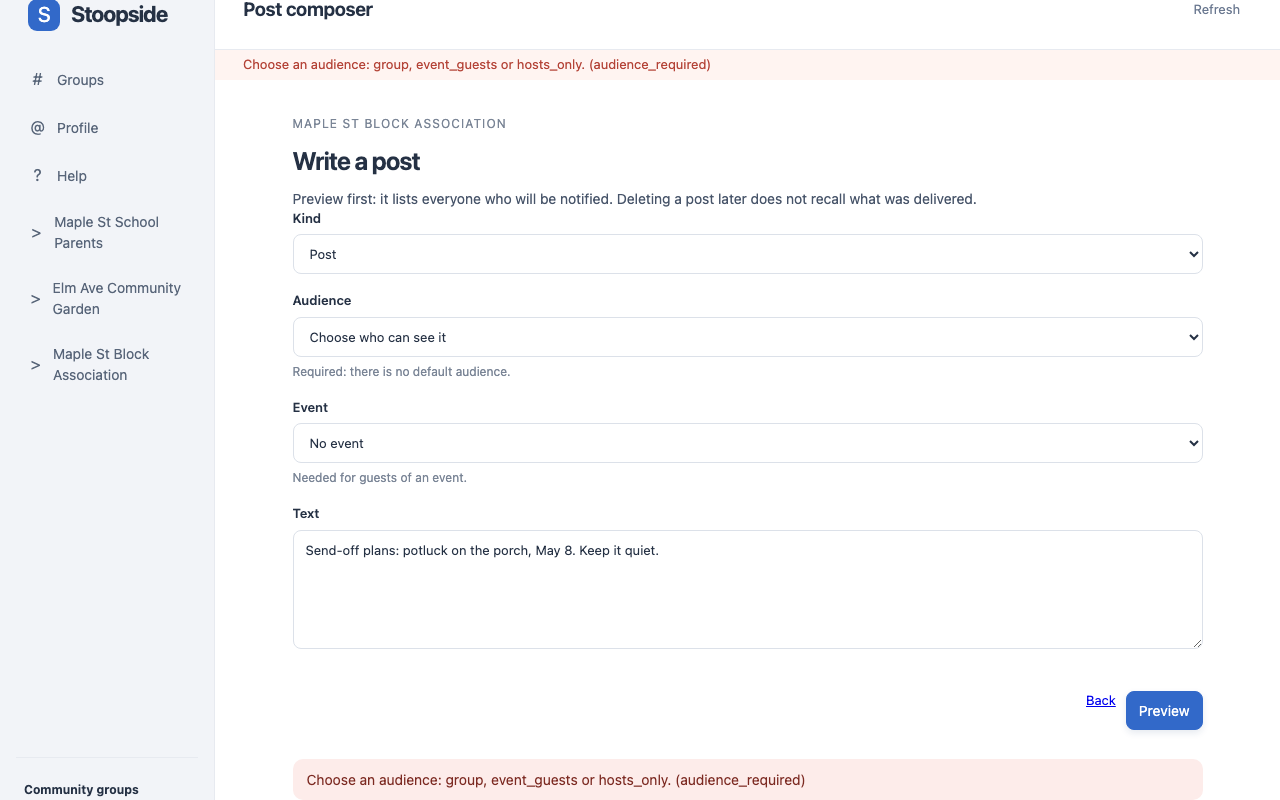 S Stoopside
# Groups
@ Profile
? Help
> Maple St School
Parents
> Elm Ave Community
Garden
> Maple St Block
Association
Community groups
Post composer
Refresh
Choose an audience: group, event_guests or hosts_only. (audience_required)
MAPLE ST BLOCK ASSOCIATION
Write a post
Preview first: it lists everyone who will be notified. Deleting a post later does not recall what was delivered.
Kind
Post
Audience
Choose who can see it
Required: there is no default audience.
Event
No event
Needed for guests of an event.
Text
Send-off plans: potluck on the porch, May 8. Keep it quiet.
Back
Preview
Choose an audience: group, event_guests or hosts_only. (audience_required)